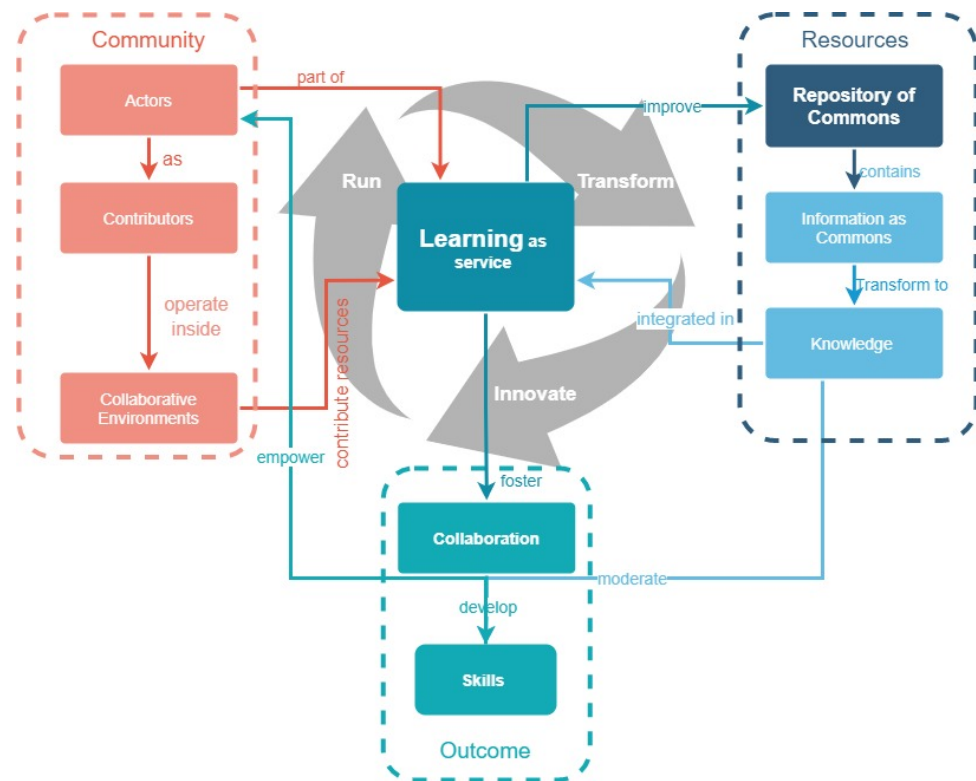 Community
Actors
as
Contributors
operate
inside
Collaborative
Environments
part of
contribute resources
empower
Run
Transform
Innovate
Learning as
service
improve
integrated in
foster
Resources
Repository of
Commons
contains
Information as
Commons
Transform to
Knowledge
moderate
Collaboration
develop
Skills
Outcome